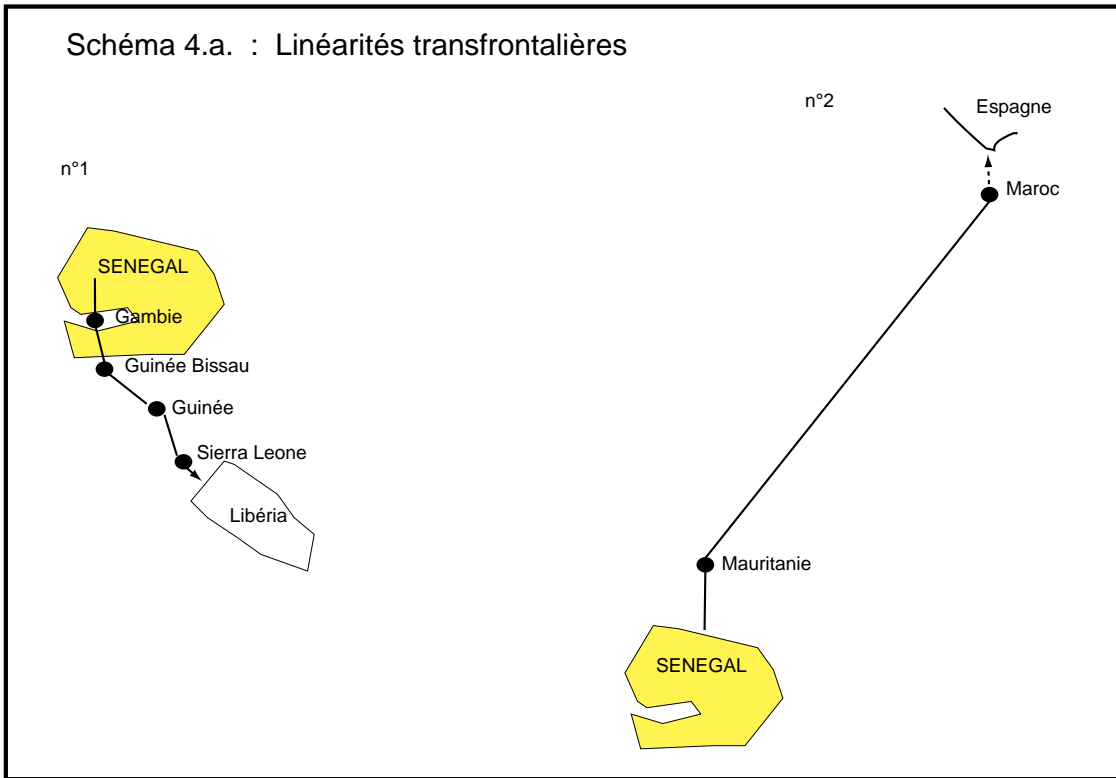 Schéma 4.a. : Linéarités transfrontalières
n°1
SENEGAL
Gambie
Guinée Bissau
Guinée
Sierra Leone
Libéria
n°2
Espagne
Maroc
Mauritanie
SENEGAL